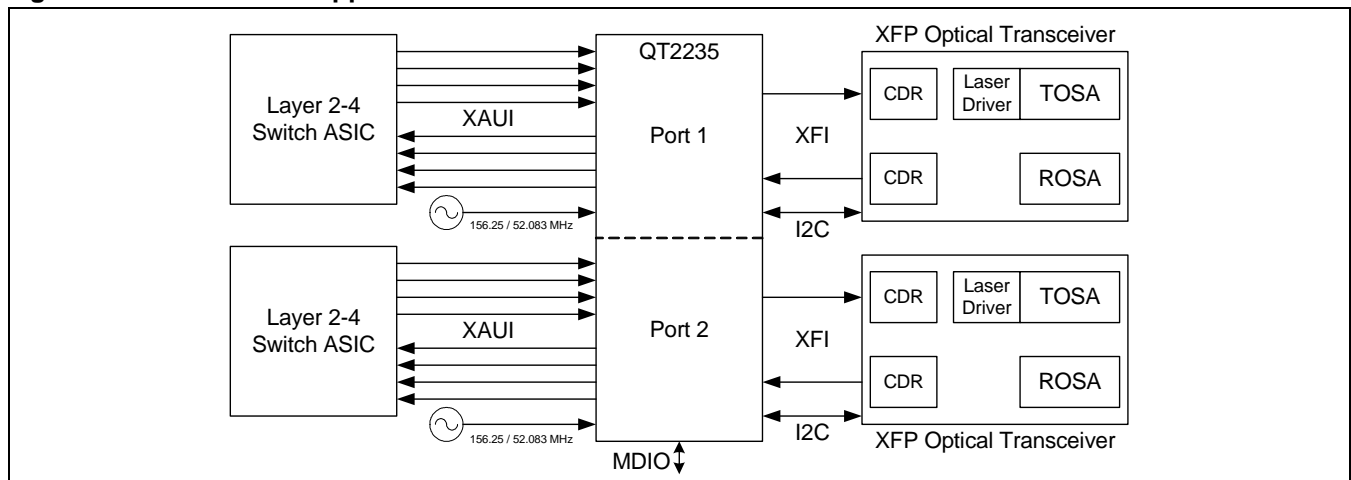 XFP Optical Transceiver
QT2235
Layer 2-4
Switch ASIC
XAUI
Port 1
XFI
CDR
Laser
Driver
TOSA
CDR
ROSA
156.25 / 52.083 MHz
I2C
Layer 2-4
Switch ASIC
XAUI
Port 2
XFI
CDR
Laser
Driver
TOSA
CDR
ROSA
156.25 / 52.083 MHz
I2C
XFP Optical Transceiver
MDIO